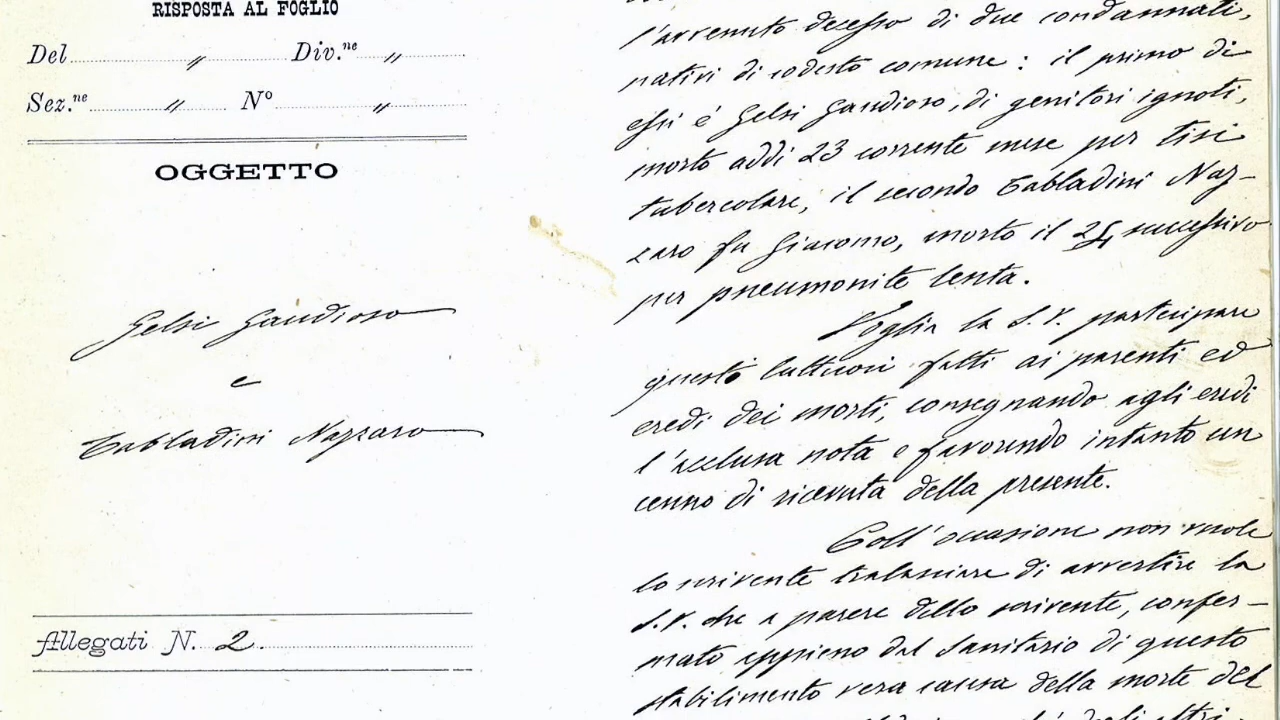 RISPOSTA AL FOGLIO
Del " Div.ne "
Sez.ne " N° "
OGGETTO
Gelsi Gaudioso
e
Tabladini Nazzaro
Allegati N. 2.
l'avvenuto decesso di due condannati,
nativi di codesto comune: il primo di
essi è Gelsi Gaudioso, di genitori ignoti,
morto addì 23 corrente mese per tisi
tubercolare, il secondo Tabladini Naz-
zaro fu Giacomo, morto il 24 successivo
per pneumonite lenta.
Voglia la S.V. partecipare
questi luttuosi fatti ai parenti ed
eredi dei morti, consegnando agli eredi
l'acclusa nota e favorendo intanto un
cenno di ricevuta della presente.
Coll'occasione non vuole
lo scrivente tralasciare di avvertire la
S.V. che a parere dello scrivente, confer-
mato appieno dal Sanitario di questo
stabilimento vera causa della morte del